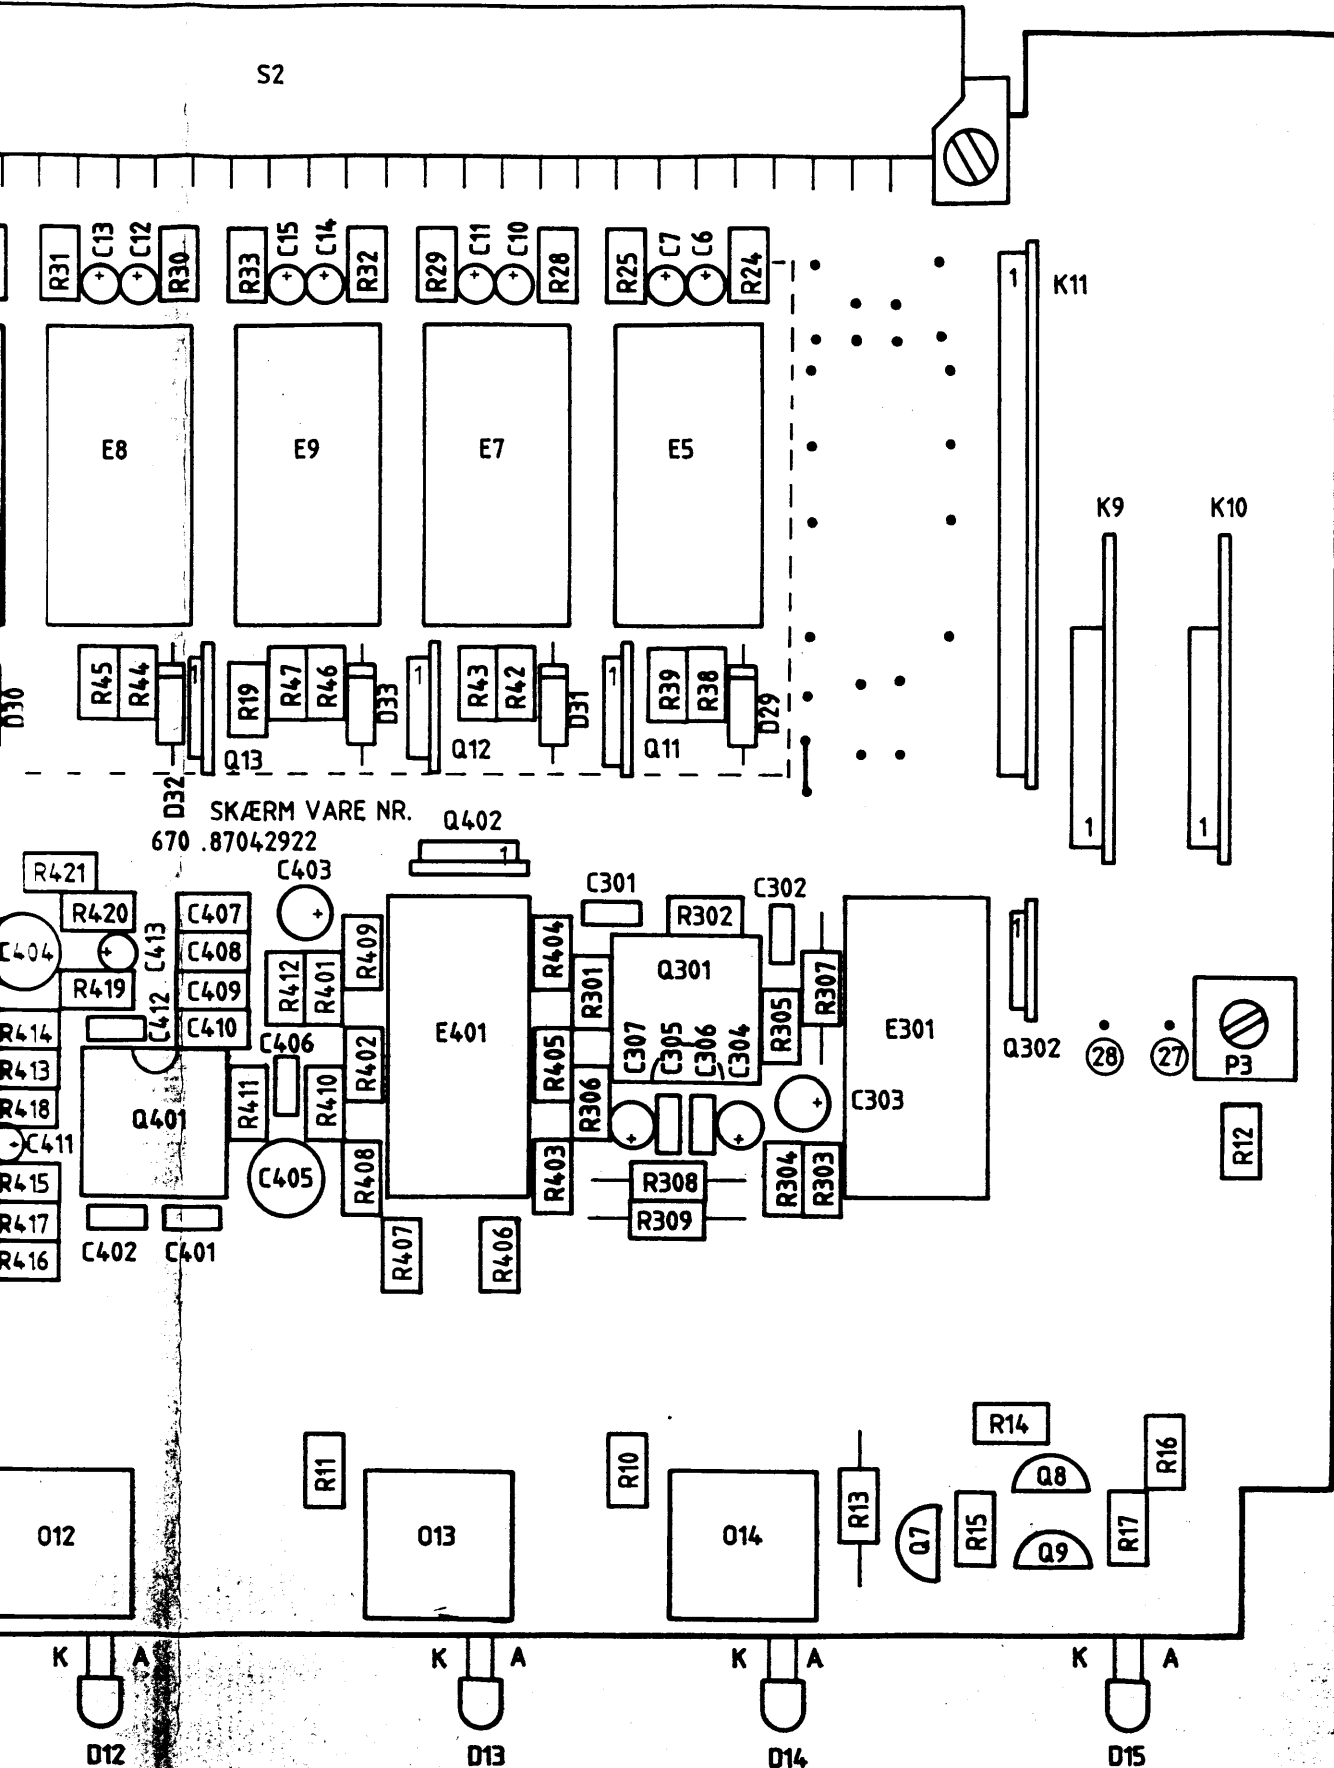 S2
R31
C13
C12
R30
R33
C15
C14
R32
R29
C11
C10
R28
R25
C7
C6
R24
1
K11
E8
E9
E7
E5
K9
K10
D30
R45
R44
1
R19
R47
R46
D33
1
R43
R42
D31
1
R39
R38
D29
Q13
Q12
Q11
D32
SKÆRM VARE NR.
670 .87042922
Q402
1
1
1
R421
C403
C301
C302
R420
C407
R302
C404
C413
C408
R409
R404
Q301
R307
1
R419
C409
R412
R401
R301
R414
C412
C410
C406
E401
C307
C305
C306
C304
R305
E301
Q302
28
27
P3
R413
R402
R405
R418
Q401
R411
R410
R306
C303
C411
R12
R415
C405
R408
R403
R308
R304
R303
R417
R309
R416
C402
C401
R407
R406
R14
R11
R10
R16
Q8
R13
O12
O13
O14
Q7
R15
Q9
R17
K A
K A
K A
K A
D12
D13
D14
D15